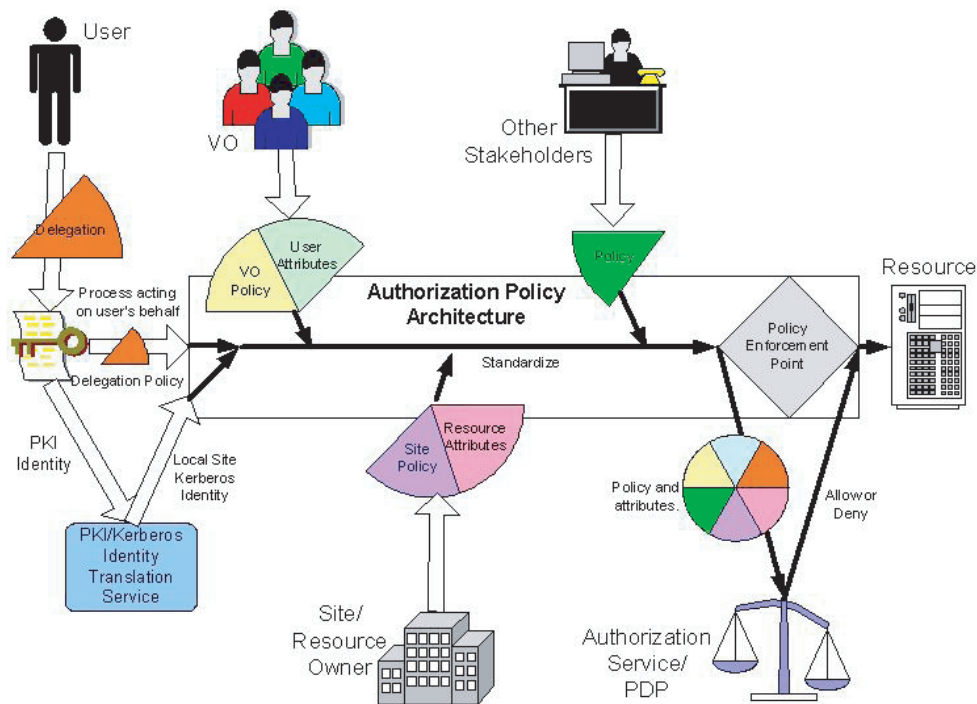 User
VO
Other
Stakeholders
Delegation
VO
Policy
User
Attributes
Policy
Resource
Process acting
on user's behalf
Authorization Policy
Architecture
Policy
Enforcement
Point
Standardize
Delegation Policy
PKI
Identity
Local Site
Kerberos
Identity
Site
Policy
Resource
Attributes
Policy and
attributes.
Allow or
Deny
PKI/Kerberos
Identity
Translation
Service
Site/
Resource
Owner
Authorization
Service/
PDP